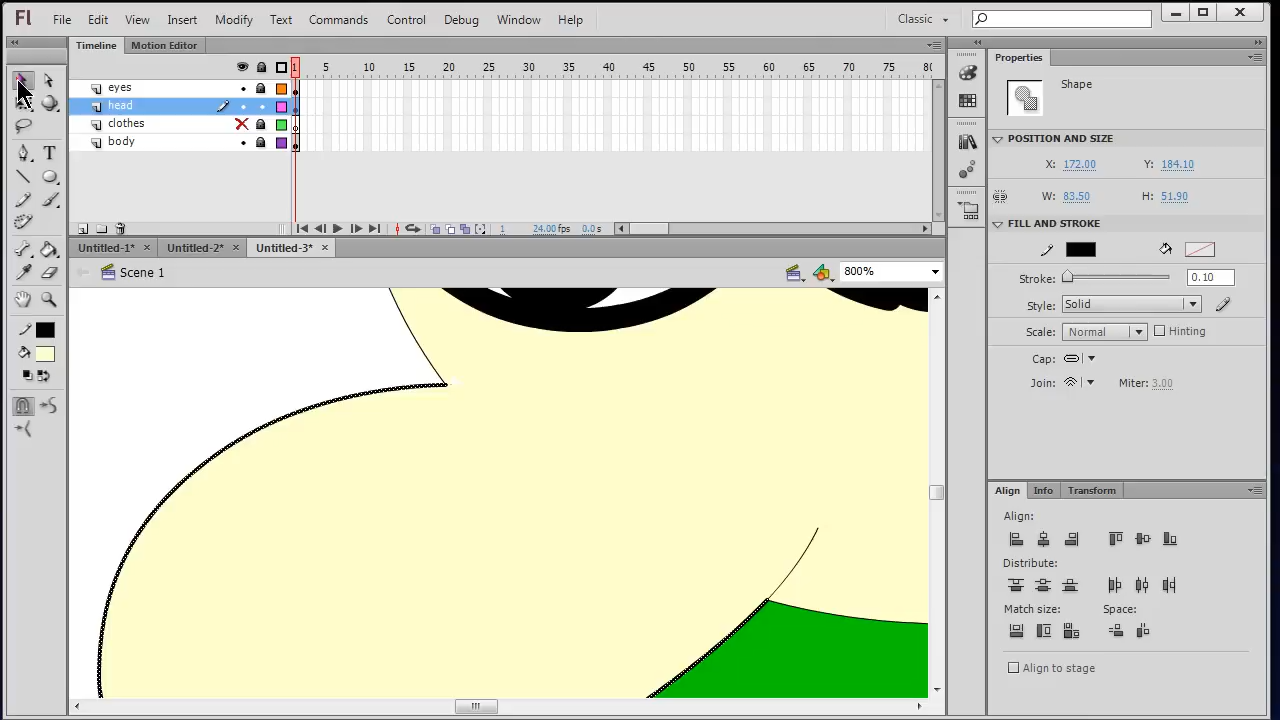 Fl File Edit View Insert Modify Text Commands Control Debug Window Help Classic
Timeline Motion Editor
1 5 10 15 20 25 30 35 40 45 50 55 60 65 70 75 80
eyes
head
clothes
body
1 24.00 fps 0.0 s
Untitled-1* × Untitled-2* × Untitled-3* ×
Scene 1 800%
Properties
Shape
POSITION AND SIZE
X: 172.00 Y: 184.10
W: 83.50 H: 51.90
FILL AND STROKE
Stroke: 0.10
Style: Solid
Scale: Normal Hinting
Cap:
Join: Miter: 3.00
Align Info Transform
Align:
Distribute:
Match size: Space:
Align to stage
T